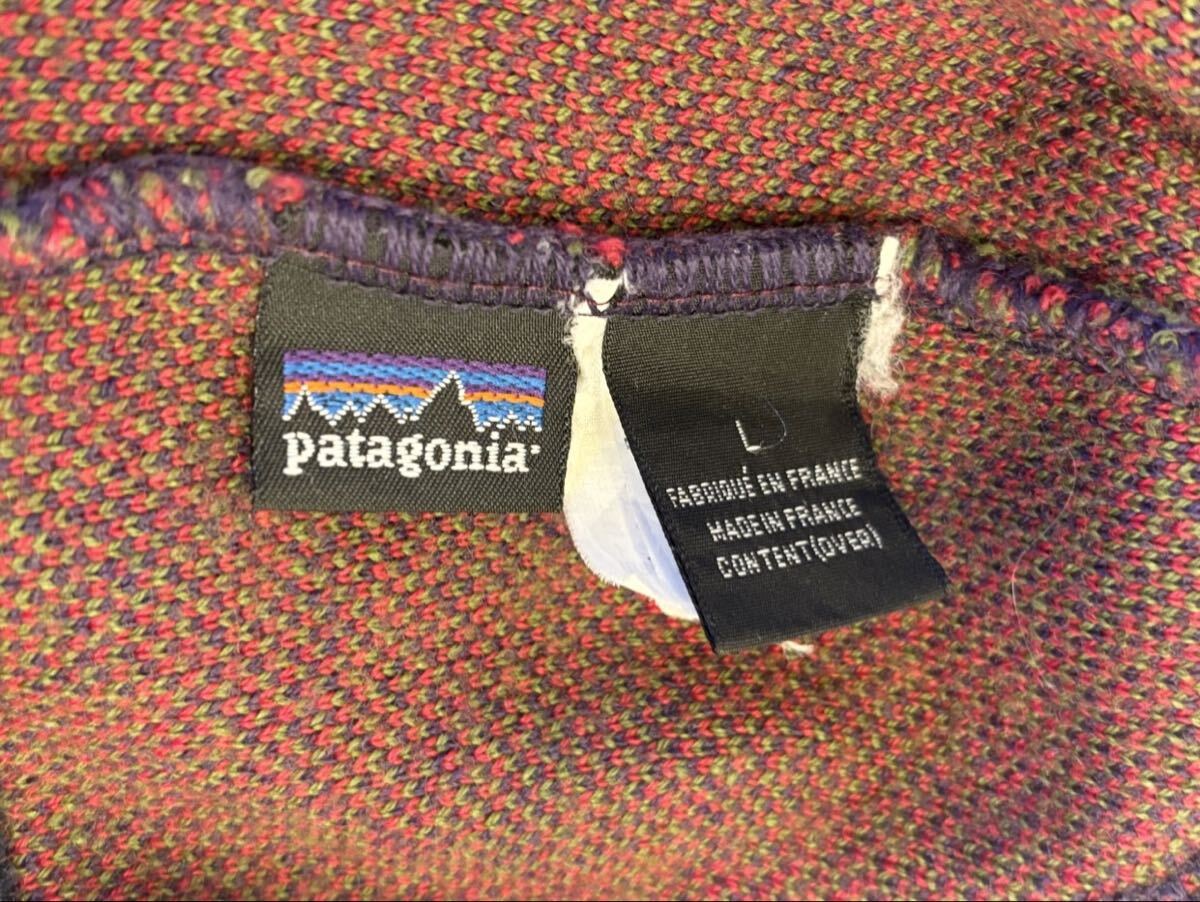 patagonia
L
FABRIQUÉ EN FRANCE
MADE IN FRANCE
CONTENT(OVER)